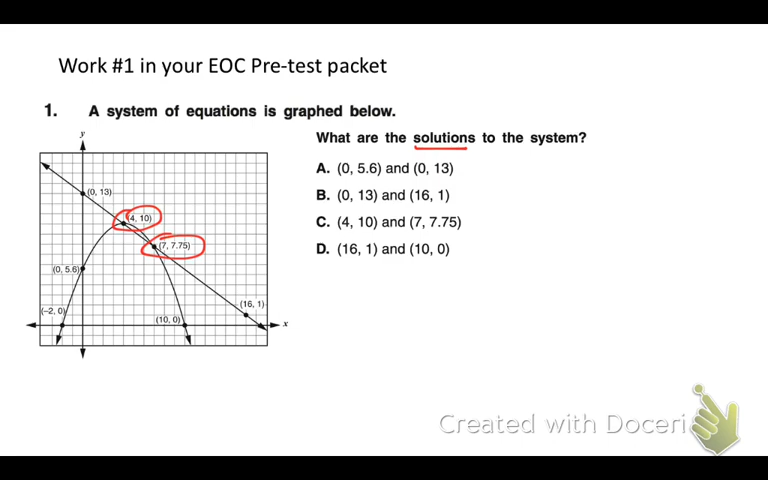 Work #1 in your EOC Pre-test packet
1. A system of equations is graphed below.
What are the solutions to the system?
A. (0, 5.6) and (0, 13)
B. (0, 13) and (16, 1)
C. (4, 10) and (7, 7.75)
D. (16, 1) and (10, 0)
y
(0, 13)
(4, 10)
(7, 7.75)
(0, 5.6)
(16, 1)
(–2, 0)
(10, 0)
x
Created with Doceri